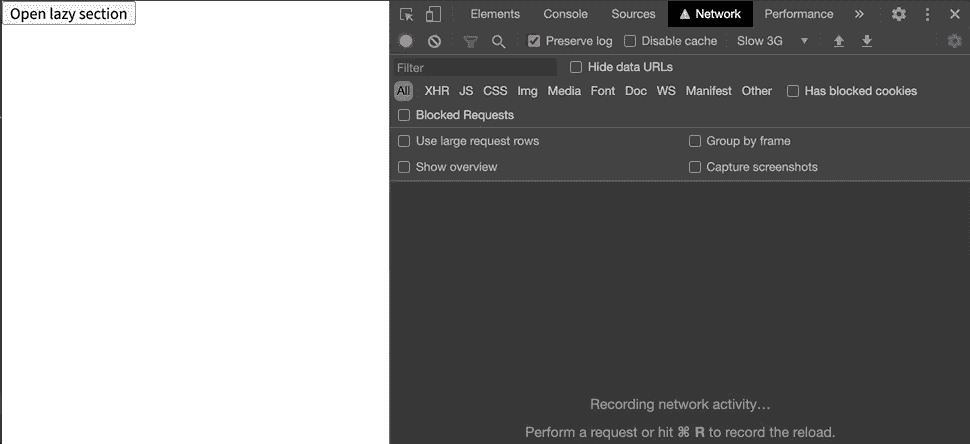 Open lazy section
Elements Console Sources Network Performance »
Preserve log Disable cache Slow 3G
Filter Hide data URLs
All XHR JS CSS Img Media Font Doc WS Manifest Other Has blocked cookies
Blocked Requests
Use large request rows Group by frame
Show overview Capture screenshots
Recording network activity…
Perform a request or hit ⌘ R to record the reload.